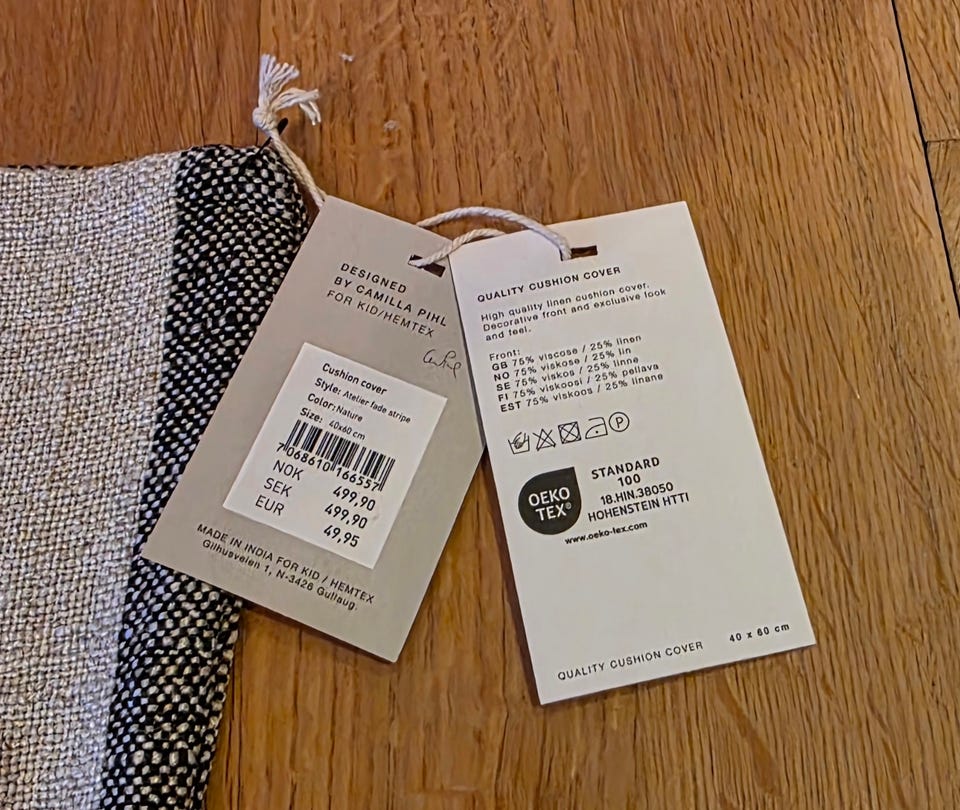 DESIGNED
BY CAMILLA PIHL
FOR KID/HEMTEX
Cushion cover
Style: Atelier fade stripe
Color: Nature
Size: 40x60 cm
7068610166557
NOK 499,90
SEK 499,90
EUR 49,95
MADE IN INDIA FOR KID / HEMTEX
Gilhusveien 1, N-3426 Gullaug.
QUALITY CUSHION COVER
High quality linen cushion cover.
Decorative front and exclusive look
and feel.
Front:
GB 75% viscose / 25% linen
NO 75% viskose / 25% lin
SE 75% viskos / 25% linne
FI 75% viskoosi / 25% pellava
EST 75% viskoos / 25% linane
P
OEKO
TEX®
STANDARD
100
18.HIN.38050
HOHENSTEIN HTTI
www.oeko-tex.com
QUALITY CUSHION COVER 40 x 60 cm